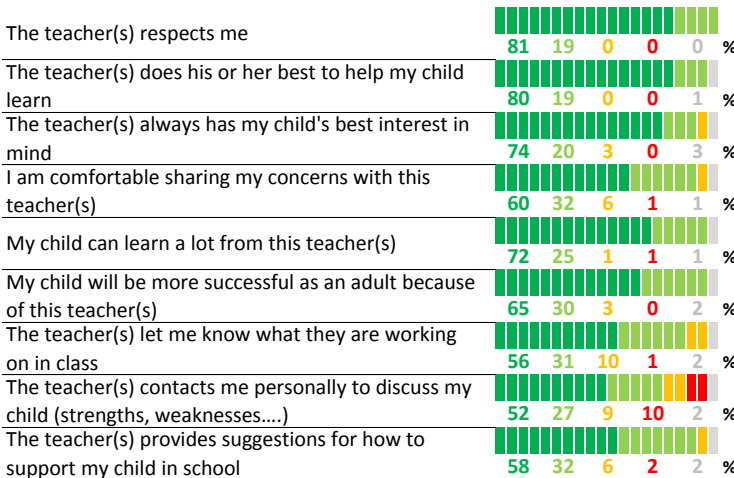 The teacher(s) respects me
81 19 0 0 0 %
The teacher(s) does his or her best to help my child
learn
80 19 0 0 1 %
The teacher(s) always has my child's best interest in
mind
74 20 3 0 3 %
I am comfortable sharing my concerns with this
teacher(s)
60 32 6 1 1 %
My child can learn a lot from this teacher(s)
72 25 1 1 1 %
My child will be more successful as an adult because
of this teacher(s)
65 30 3 0 2 %
The teacher(s) let me know what they are working
on in class
56 31 10 1 2 %
The teacher(s) contacts me personally to discuss my
child (strengths, weaknesses....)
52 27 9 10 2 %
The teacher(s) provides suggestions for how to
support my child in school
58 32 6 2 2 %